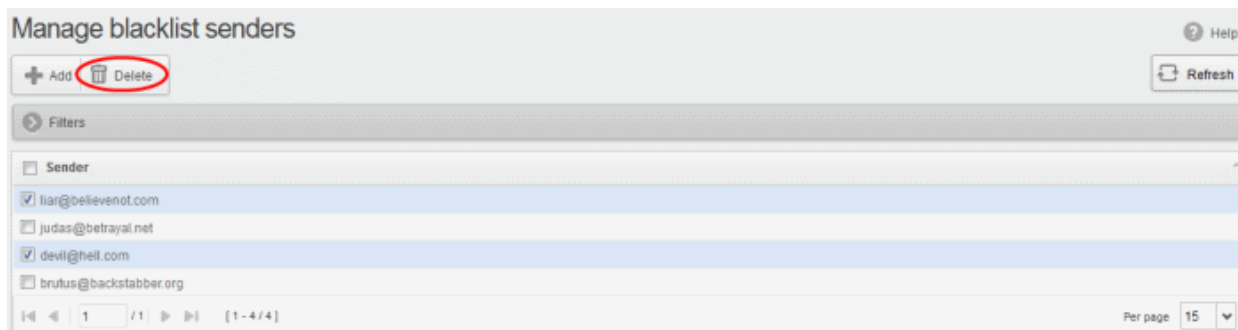 Manage blacklist senders
Help
Add Delete
Refresh
Filters
Sender
liar@believenot.com
judas@betrayal.net
devil@hell.com
brutus@backstabber.org
1 / 1 [ 1 - 4 / 4 ] Per page 15